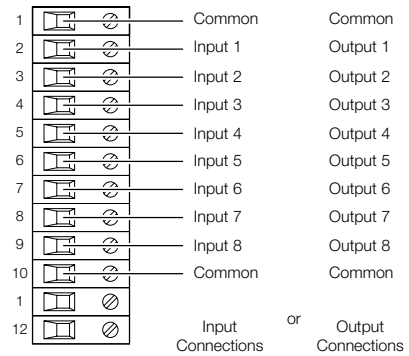 1 Common Common
2 Input 1 Output 1
3 Input 2 Output 2
4 Input 3 Output 3
5 Input 4 Output 4
6 Input 5 Output 5
7 Input 6 Output 6
8 Input 7 Output 7
9 Input 8 Output 8
10 Common Common
1
12 Input or Output
Connections Connections